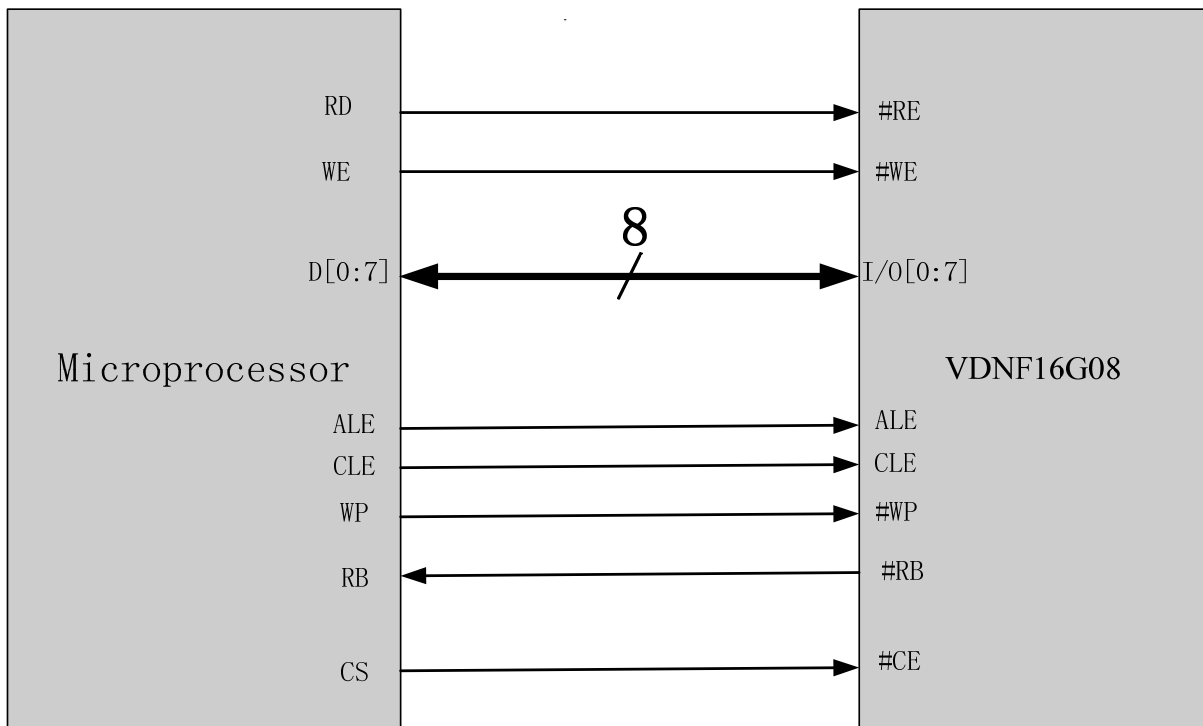 RD #RE
WE #WE
8
D[0:7] I/O[0:7]
Microprocessor VDNF16G08
ALE ALE
CLE CLE
WP #WP
RB #RB
CS #CE